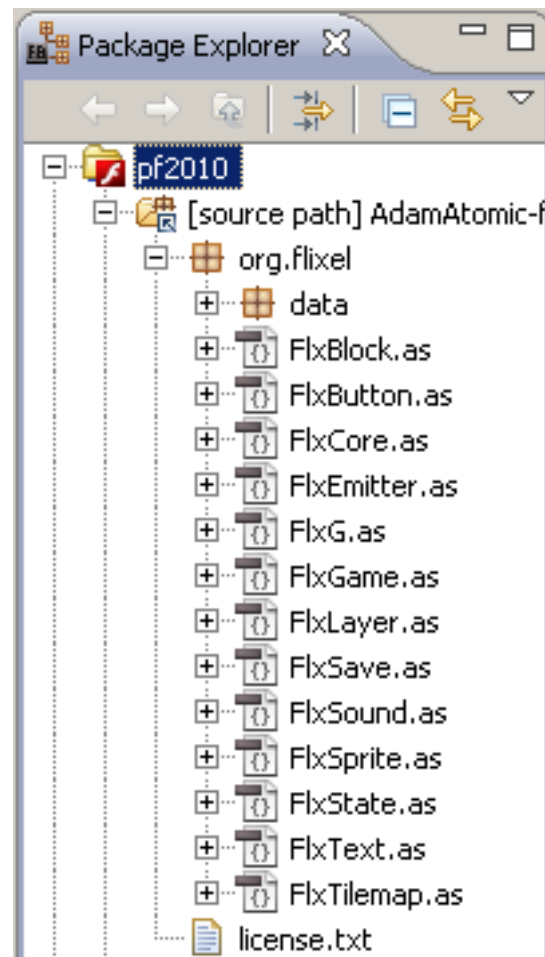 Package Explorer
pf2010
[source path] AdamAtomic-f
org.flixel
data
FlxBlock.as
FlxButton.as
FlxCore.as
FlxEmitter.as
FlxG.as
FlxGame.as
FlxLayer.as
FlxSave.as
FlxSound.as
FlxSprite.as
FlxState.as
FlxText.as
FlxTilemap.as
license.txt